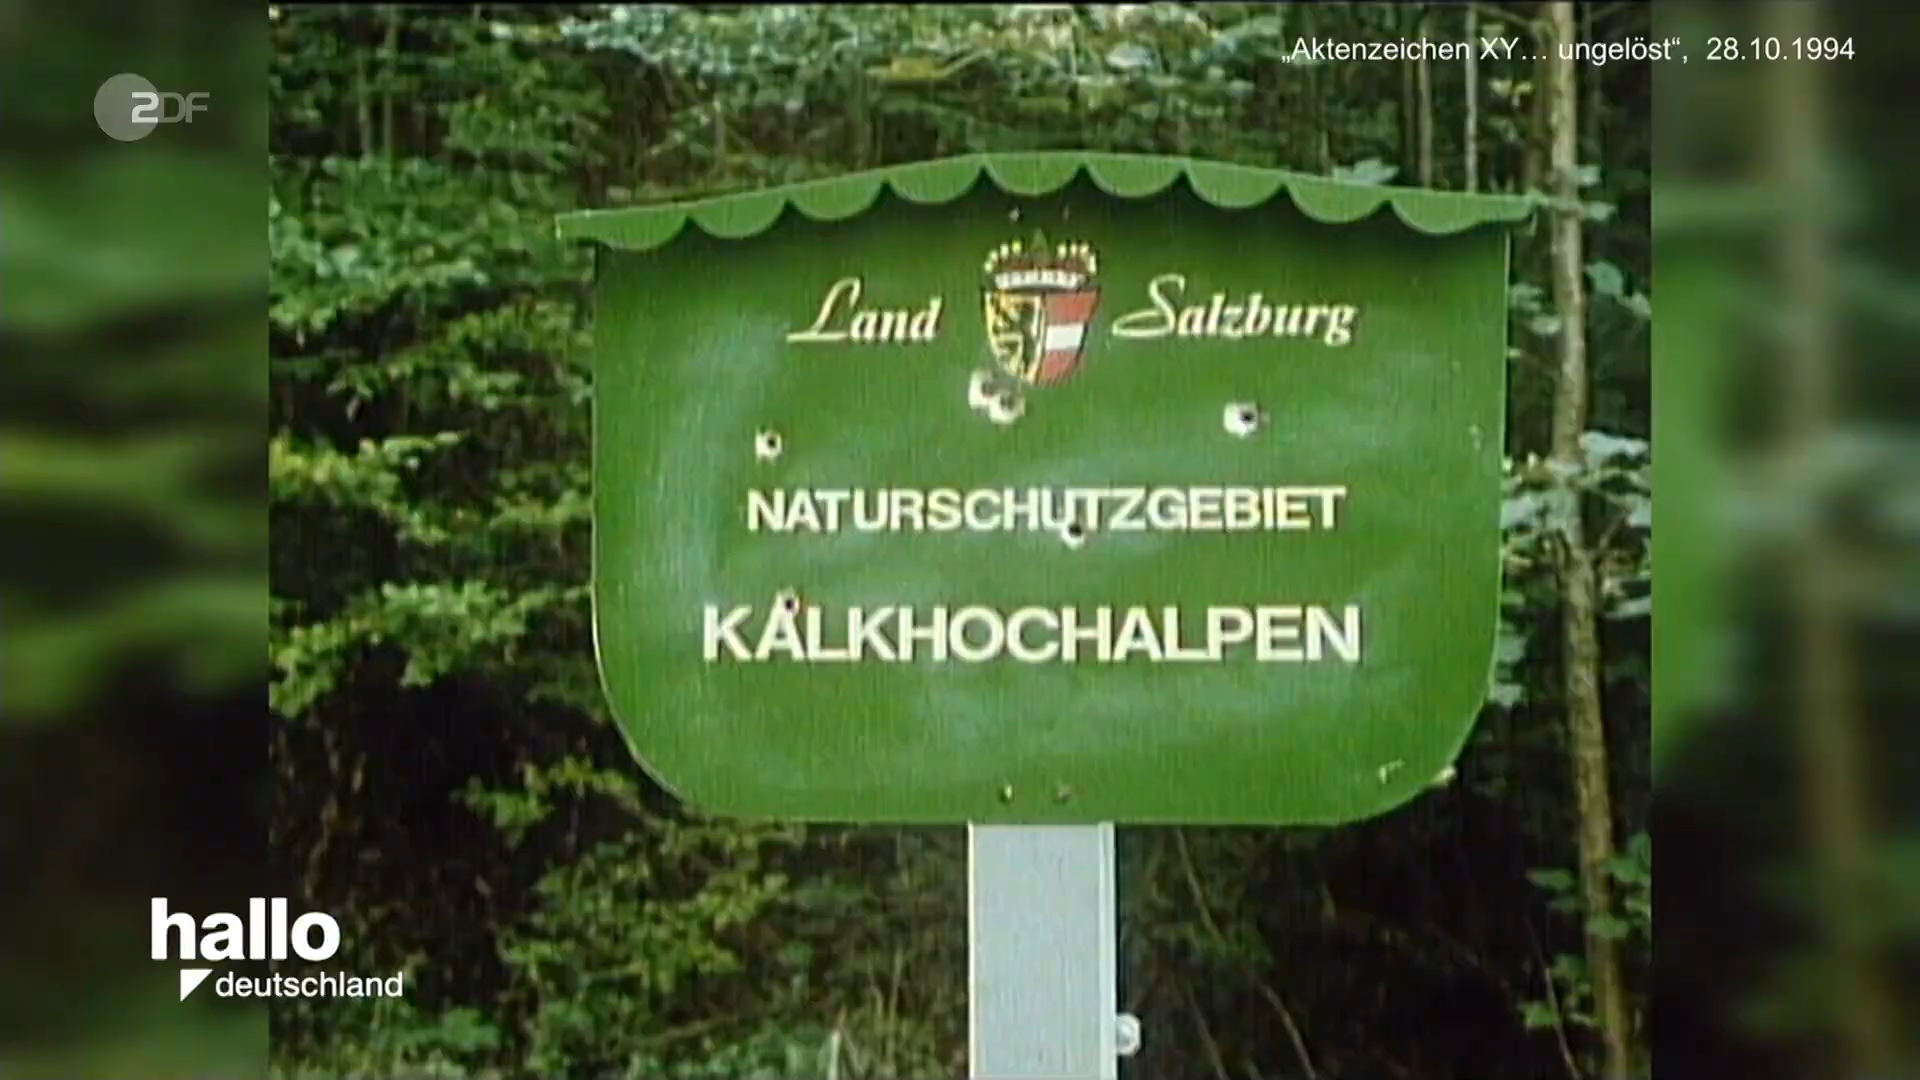 „Aktenzeichen XY... ungelöst“, 28.10.1994
ZDF
Land Salzburg
NATURSCHUTZGEBIET
KALKHOCHALPEN
hallo
deutschland